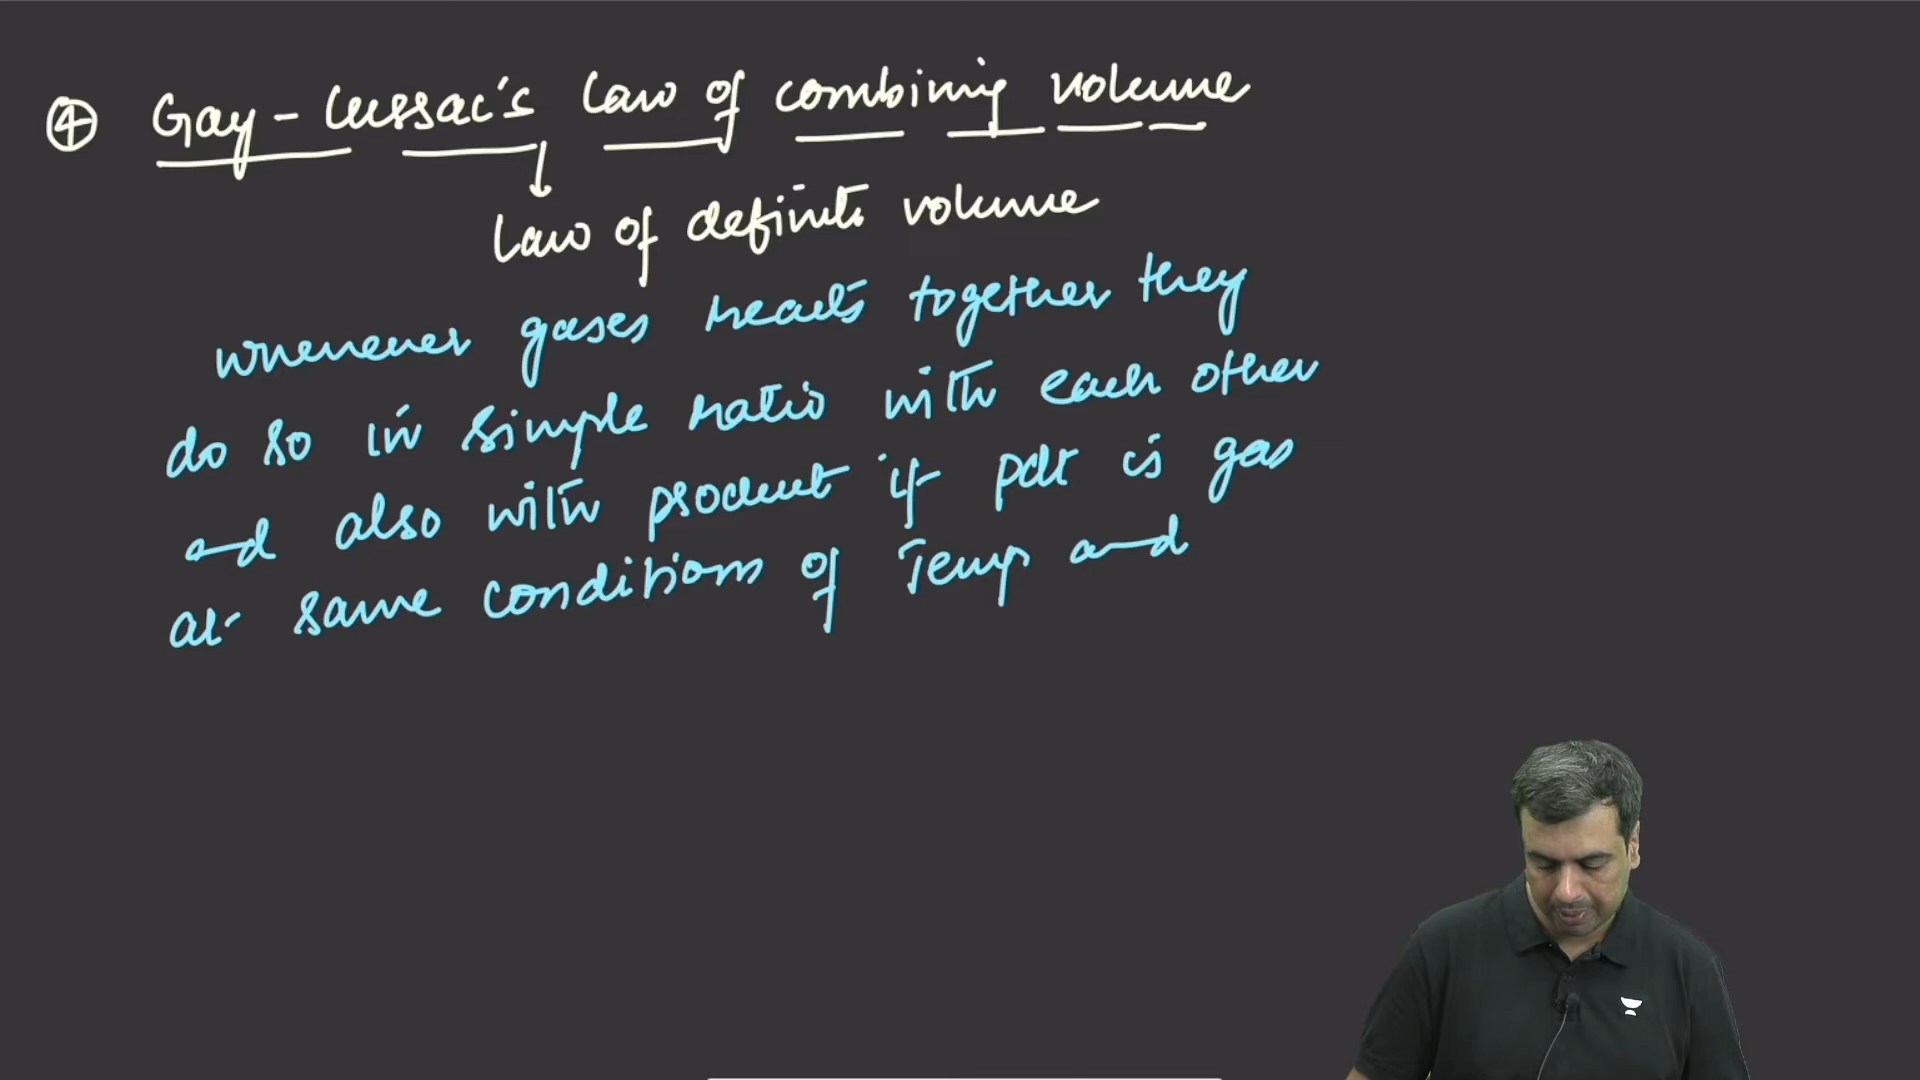 ④ Gay-Lussac's Law of combining volume
Law of definite volume
whenever gases reacts together they
do so in simple ratio with each other
and also with product if pdt is gas
at same conditions of Temp and